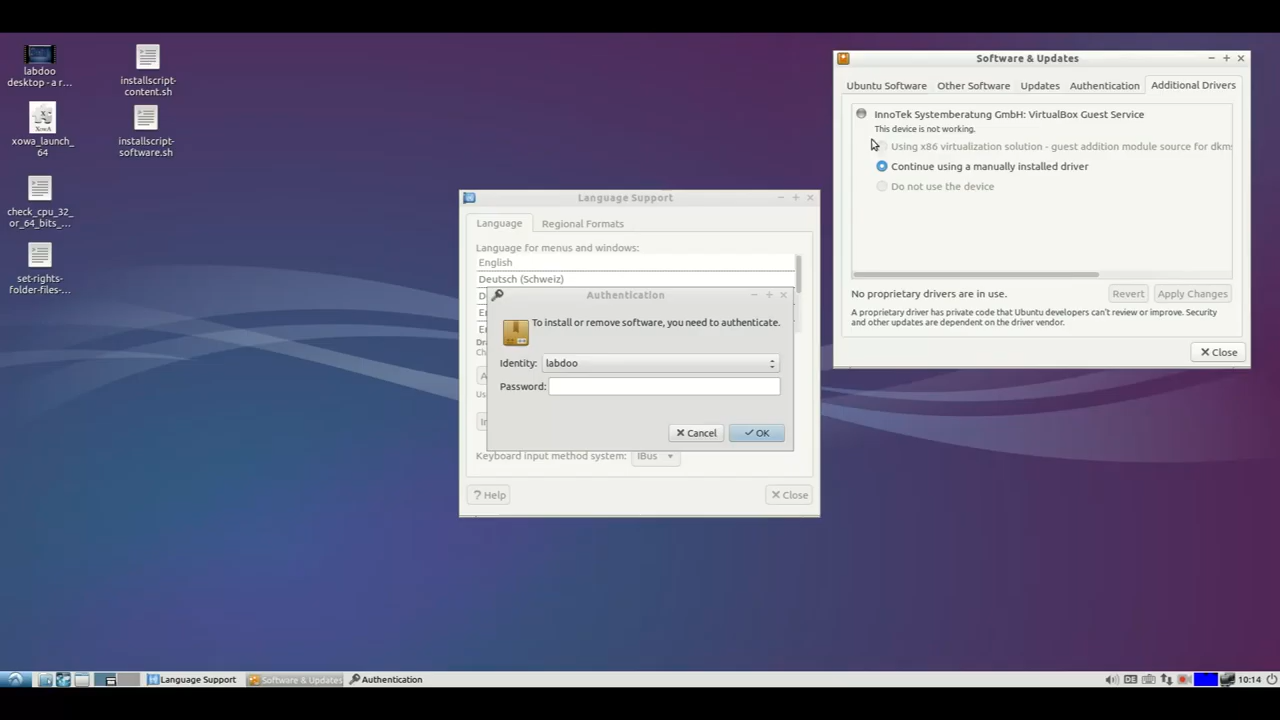 labdoo
desktop - a r...
installscript-
content.sh
xowa_launch_
64
installscript-
software.sh
check_cpu_32_
or_64_bits_...
set-rights-
folder-files-...
Software & Updates
Ubuntu Software
Other Software
Updates
Authentication
Additional Drivers
InnoTek Systemberatung GmbH: VirtualBox Guest Service
This device is not working.
Using x86 virtualization solution - guest addition module source for dkms
Continue using a manually installed driver
Do not use the device
No proprietary drivers are in use.
Revert
Apply Changes
A proprietary driver has private code that Ubuntu developers can't review or improve. Security
and other updates are dependent on the driver vendor.
Close
Language Support
Language
Regional Formats
Language for menus and windows:
English
Deutsch (Schweiz)
Authentication
To install or remove software, you need to authenticate.
Identity: labdoo
Password:
Cancel
OK
Keyboard input method system: IBus
? Help
Close
Language Support
Software & Updates
Authentication
DE
10:14